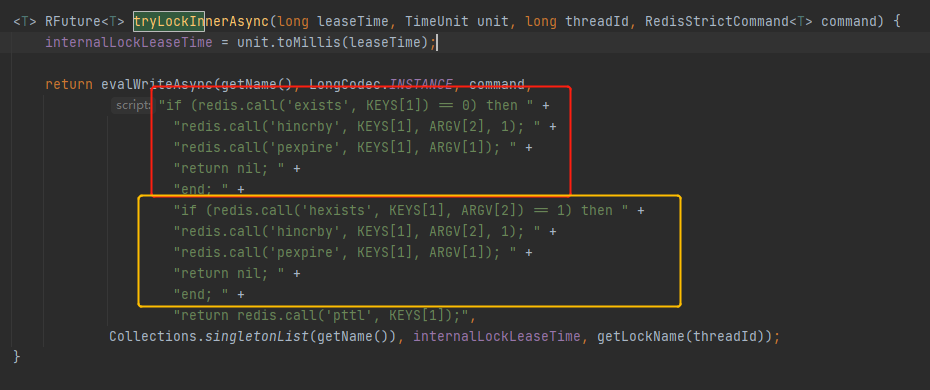 <T> RFuture<T> tryLockInnerAsync(long leaseTime, TimeUnit unit, long threadId, RedisStrictCommand<T> command) {
internalLockLeaseTime = unit.toMillis(leaseTime);
return evalWriteAsync(getName(), LongCodec.INSTANCE, command,
script: "if (redis.call('exists', KEYS[1]) == 0) then " +
"redis.call('hincrby', KEYS[1], ARGV[2], 1); " +
"redis.call('pexpire', KEYS[1], ARGV[1]); " +
"return nil; " +
"end; " +
"if (redis.call('hexists', KEYS[1], ARGV[2]) == 1) then " +
"redis.call('hincrby', KEYS[1], ARGV[2], 1); " +
"redis.call('pexpire', KEYS[1], ARGV[1]); " +
"return nil; " +
"end; " +
"return redis.call('pttl', KEYS[1]);",
Collections.singletonList(getName()), internalLockLeaseTime, getLockName(threadId));
}